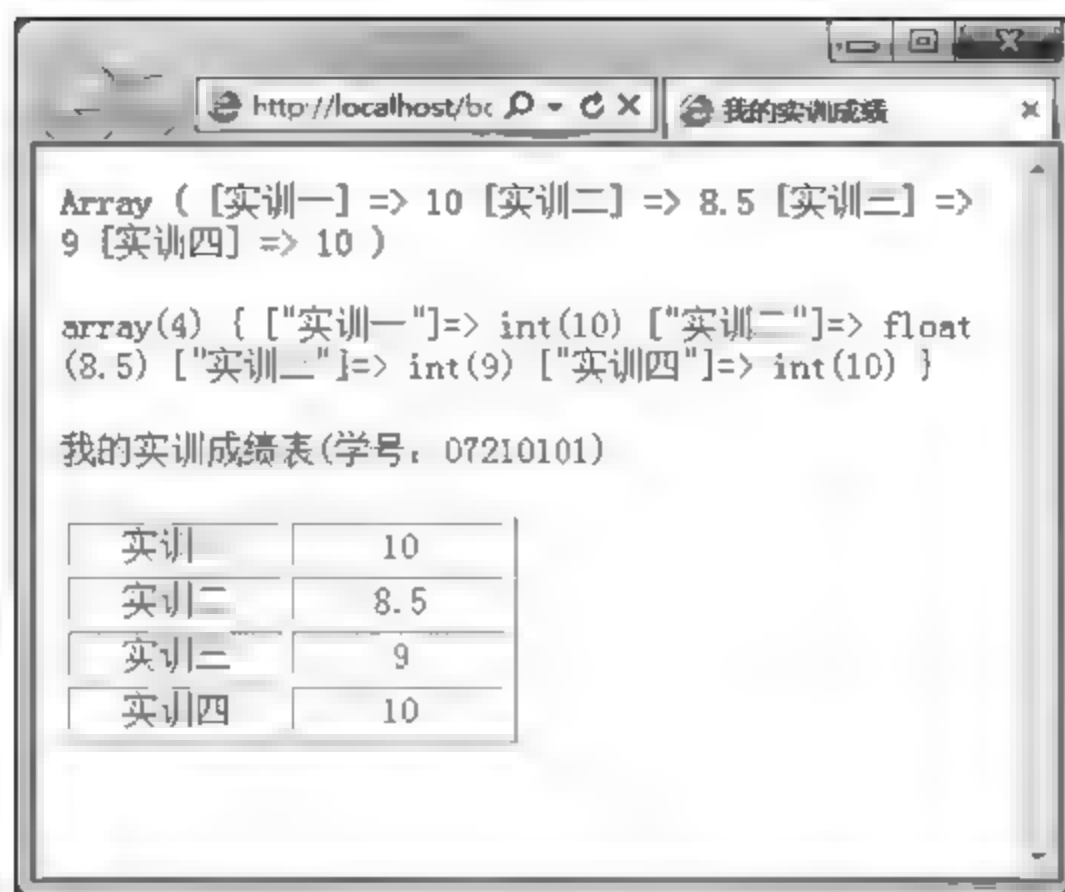 http://localhost/bc
我的实训成绩
Array ( [实训一] => 10 [实训二] => 8.5 [实训三] =>
9 [实训四] => 10 )
array(4) { ["实训一"]=> int(10) ["实训二"]=> float
(8.5) ["实训三"]=> int(9) ["实训四"]=> int(10) }
我的实训成绩表(学号：07210101)
实训一 10
实训二 8.5
实训三 9
实训四 10